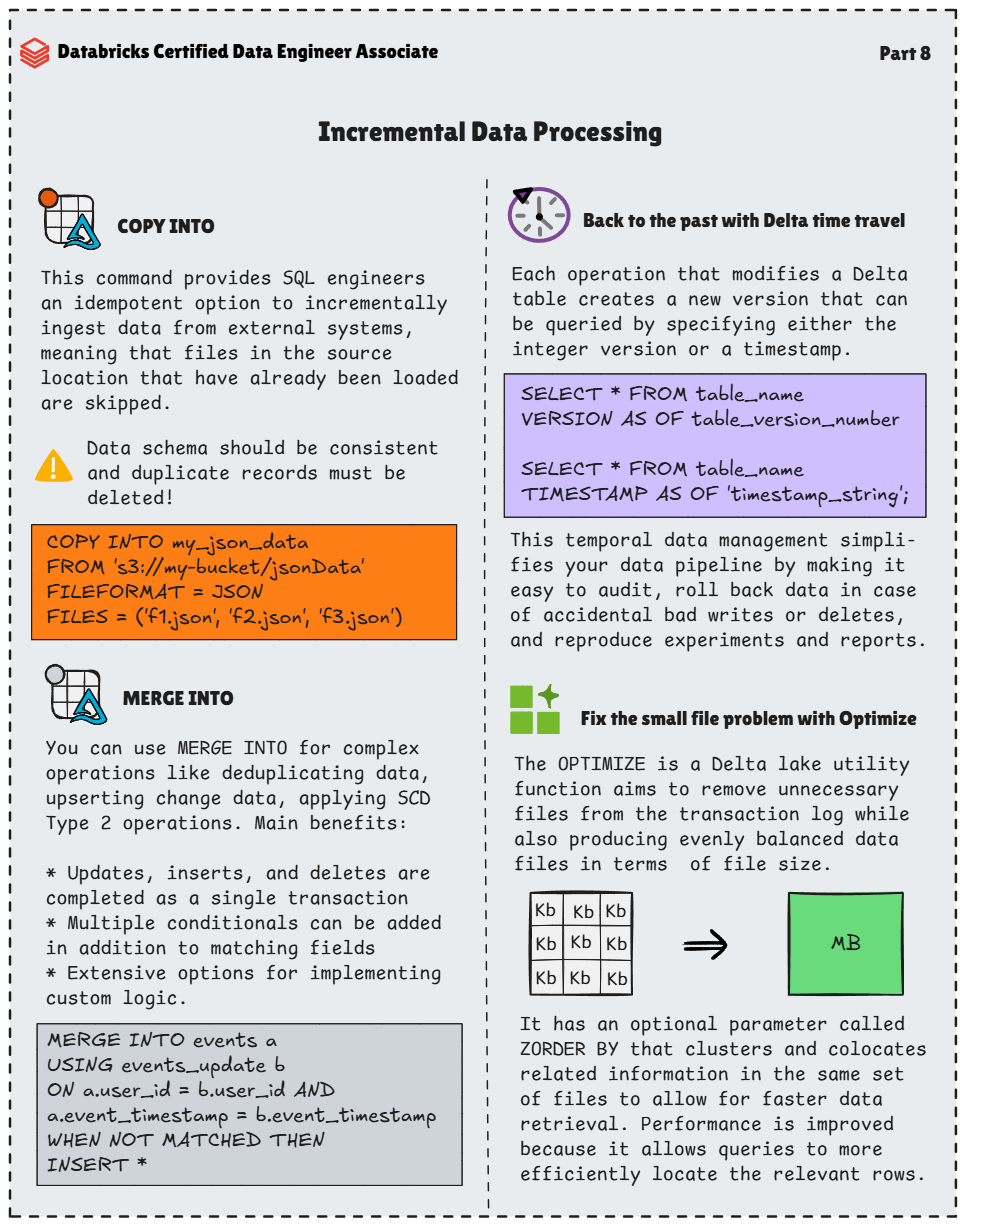 Databricks Certified Data Engineer Associate
Part 8
Incremental Data Processing
COPY INTO
This command provides SQL engineers
an idempotent option to incrementally
ingest data from external systems,
meaning that files in the source
location that have already been loaded
are skipped.
Data schema should be consistent
and duplicate records must be
deleted!
COPY INTO my_json_data
FROM 's3://my-bucket/jsonData'
FILEFORMAT = JSON
FILES = ('f1.json', 'f2.json', 'f3.json')
MERGE INTO
You can use MERGE INTO for complex
operations like deduplicating data,
upserting change data, applying SCD
Type 2 operations. Main benefits:
* Updates, inserts, and deletes are
completed as a single transaction
* Multiple conditionals can be added
in addition to matching fields
* Extensive options for implementing
custom logic.
MERGE INTO events a
USING events_update b
ON a.user_id = b.user_id AND
a.event_timestamp = b.event_timestamp
WHEN NOT MATCHED THEN
INSERT *
Back to the past with Delta time travel
Each operation that modifies a Delta
table creates a new version that can
be queried by specifying either the
integer version or a timestamp.
SELECT * FROM table_name
VERSION AS OF table_version_number
SELECT * FROM table_name
TIMESTAMP AS OF 'timestamp_string';
This temporal data management simpli-
fies your data pipeline by making it
easy to audit, roll back data in case
of accidental bad writes or deletes,
and reproduce experiments and reports.
Fix the small file problem with Optimize
The OPTIMIZE is a Delta lake utility
function aims to remove unnecessary
files from the transaction log while
also producing evenly balanced data
files in terms  of file size.
Kb Kb Kb
Kb Kb Kb
Kb Kb Kb
MB
It has an optional parameter called
ZORDER BY that clusters and colocates
related information in the same set
of files to allow for faster data
retrieval. Performance is improved
because it allows queries to more
efficiently locate the relevant rows.